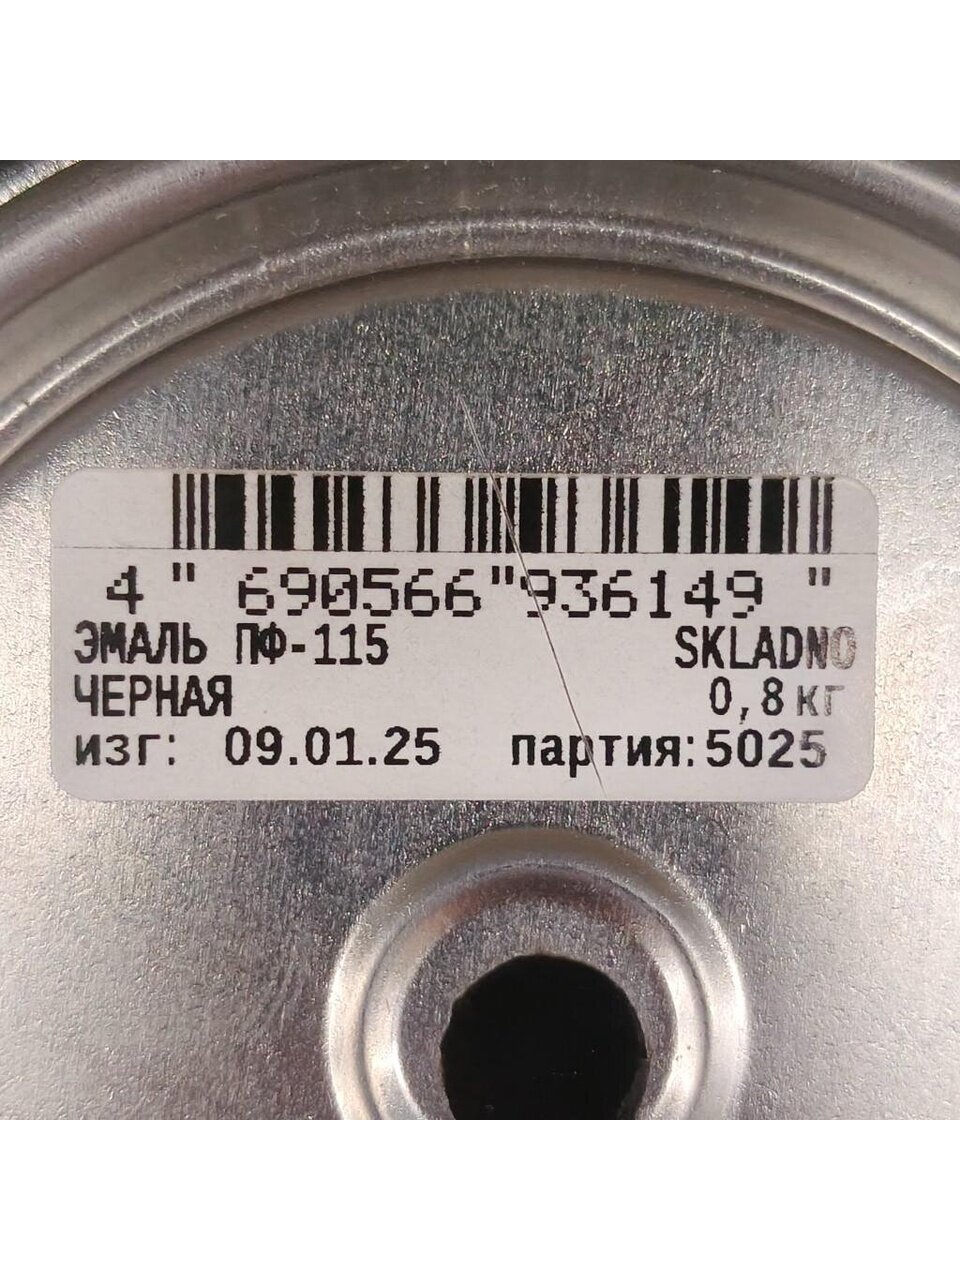 4 " 690566"936149 "
ЭМАЛЬ ПФ-115 SKLADNO
ЧЕРНАЯ 0,8 кг
изг: 09.01.25 партия: 5025